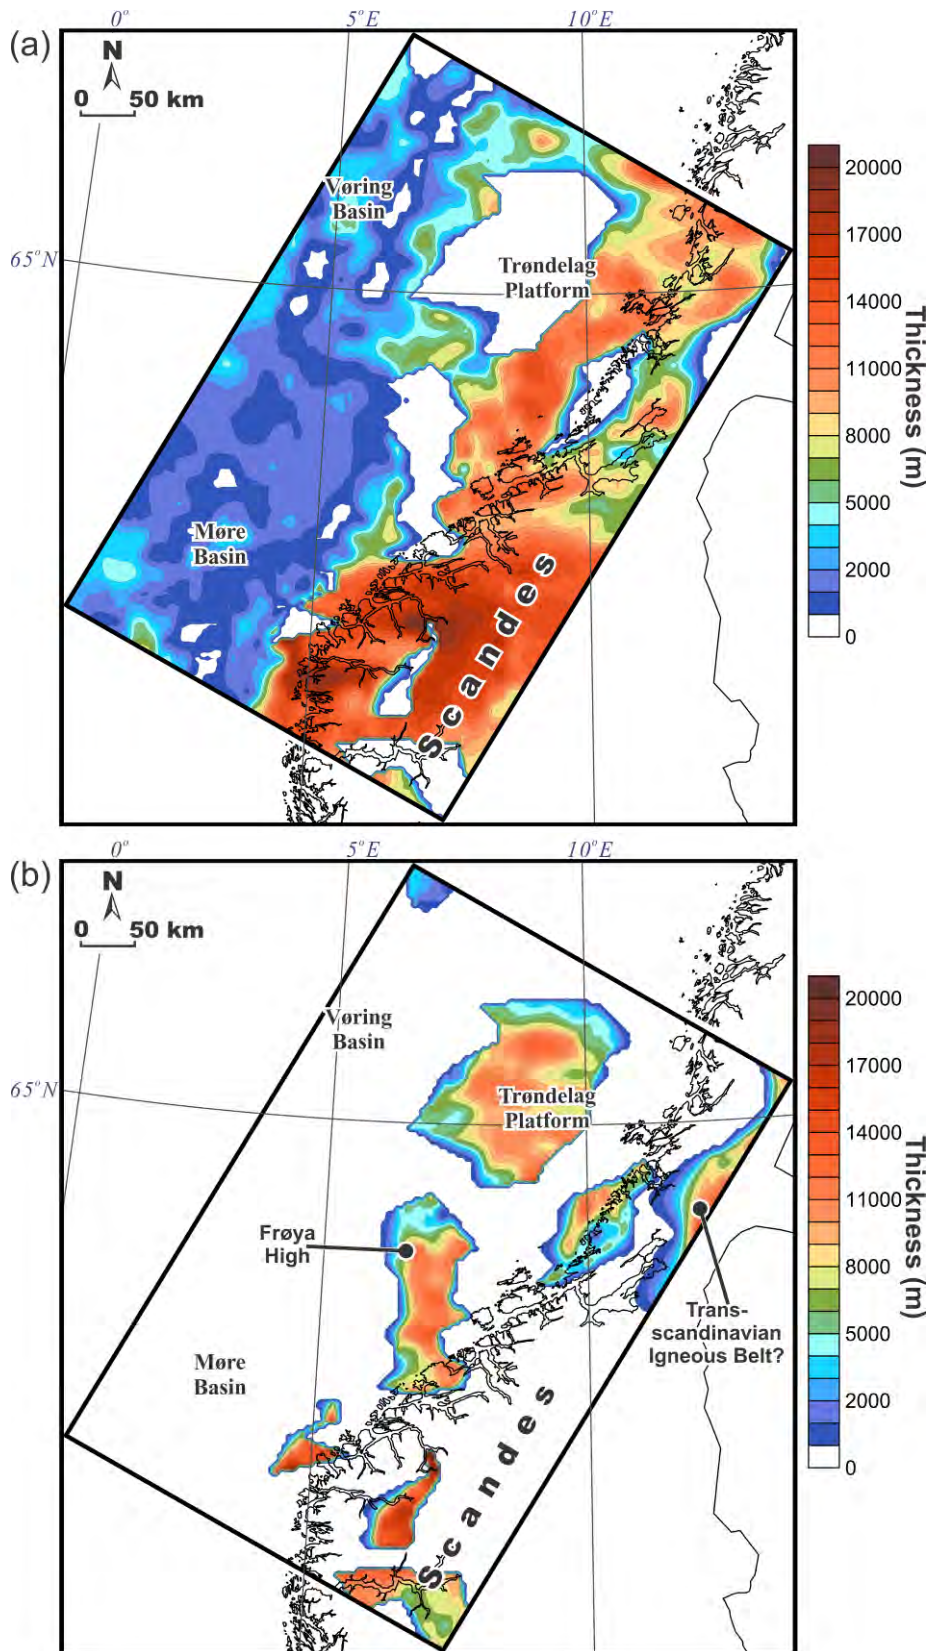 (a)
0°
5°E
10°E
N
0 50 km
Vøring
Basin
65°N
Trøndelag
Platform
Møre
Basin
Scandes
20000
17000
14000
11000
8000
5000
2000
0
Thickness (m)
(b)
0°
5°E
10°E
N
0 50 km
Vøring
Basin
65°N
Trøndelag
Platform
Frøya
High
Trans-
scandinavian
Igneous Belt?
Møre
Basin
Scandes
20000
17000
14000
11000
8000
5000
2000
0
Thickness (m)